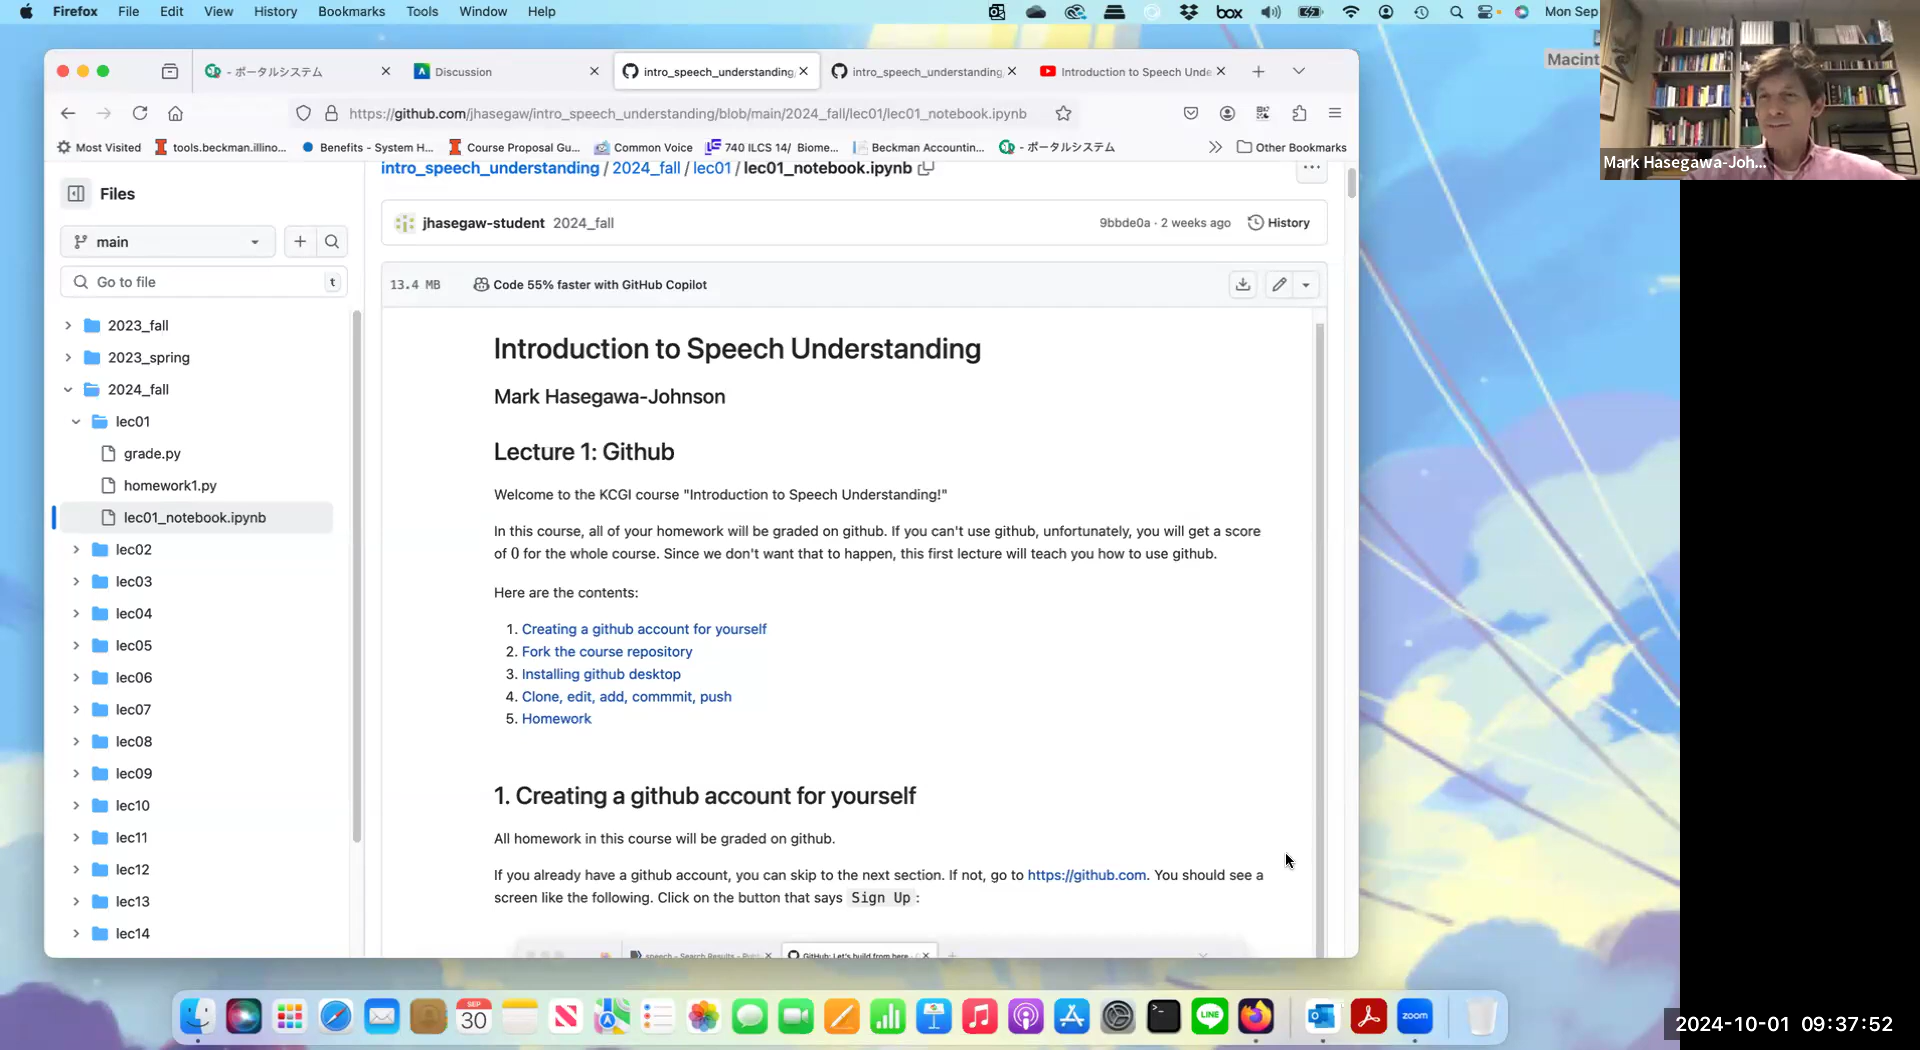 Firefox File Edit View History Bookmarks Tools Window Help
box
Mon Sep
Macint
- ポータルシステム
Discussion
intro_speech_understanding
intro_speech_understanding
Introduction to Speech Unde
https://github.com/jhasegaw/intro_speech_understanding/blob/main/2024_fall/lec01/lec01_notebook.ipynb
Most Visited
tools.beckman.illino...
Benefits - System H...
Course Proposal Gu...
Common Voice
740 ILCS 14/ Biome...
Beckman Accountin...
- ポータルシステム
Other Bookmarks
Mark Hasegawa-Joh...
Files
main
Go to file
t
2023_fall
2023_spring
2024_fall
lec01
grade.py
homework1.py
lec01_notebook.ipynb
lec02
lec03
lec04
lec05
lec06
lec07
lec08
lec09
lec10
lec11
lec12
lec13
lec14
intro_speech_understanding / 2024_fall / lec01 / lec01_notebook.ipynb
jhasegaw-student 2024_fall
9bbde0a · 2 weeks ago
History
13.4 MB
Code 55% faster with GitHub Copilot
Introduction to Speech Understanding
Mark Hasegawa-Johnson
Lecture 1: Github
Welcome to the KCGI course "Introduction to Speech Understanding!"
In this course, all of your homework will be graded on github. If you can't use github, unfortunately, you will get a score
of 0 for the whole course. Since we don't want that to happen, this first lecture will teach you how to use github.
Here are the contents:
1. Creating a github account for yourself
2. Fork the course repository
3. Installing github desktop
4. Clone, edit, add, commmit, push
5. Homework
1. Creating a github account for yourself
All homework in this course will be graded on github.
If you already have a github account, you can skip to the next section. If not, go to https://github.com. You should see a
screen like the following. Click on the button that says Sign Up :
speech - Search Results
GitHub: Let's build from here
SEP
30
LINE
zoom
2024-10-01 09:37:52